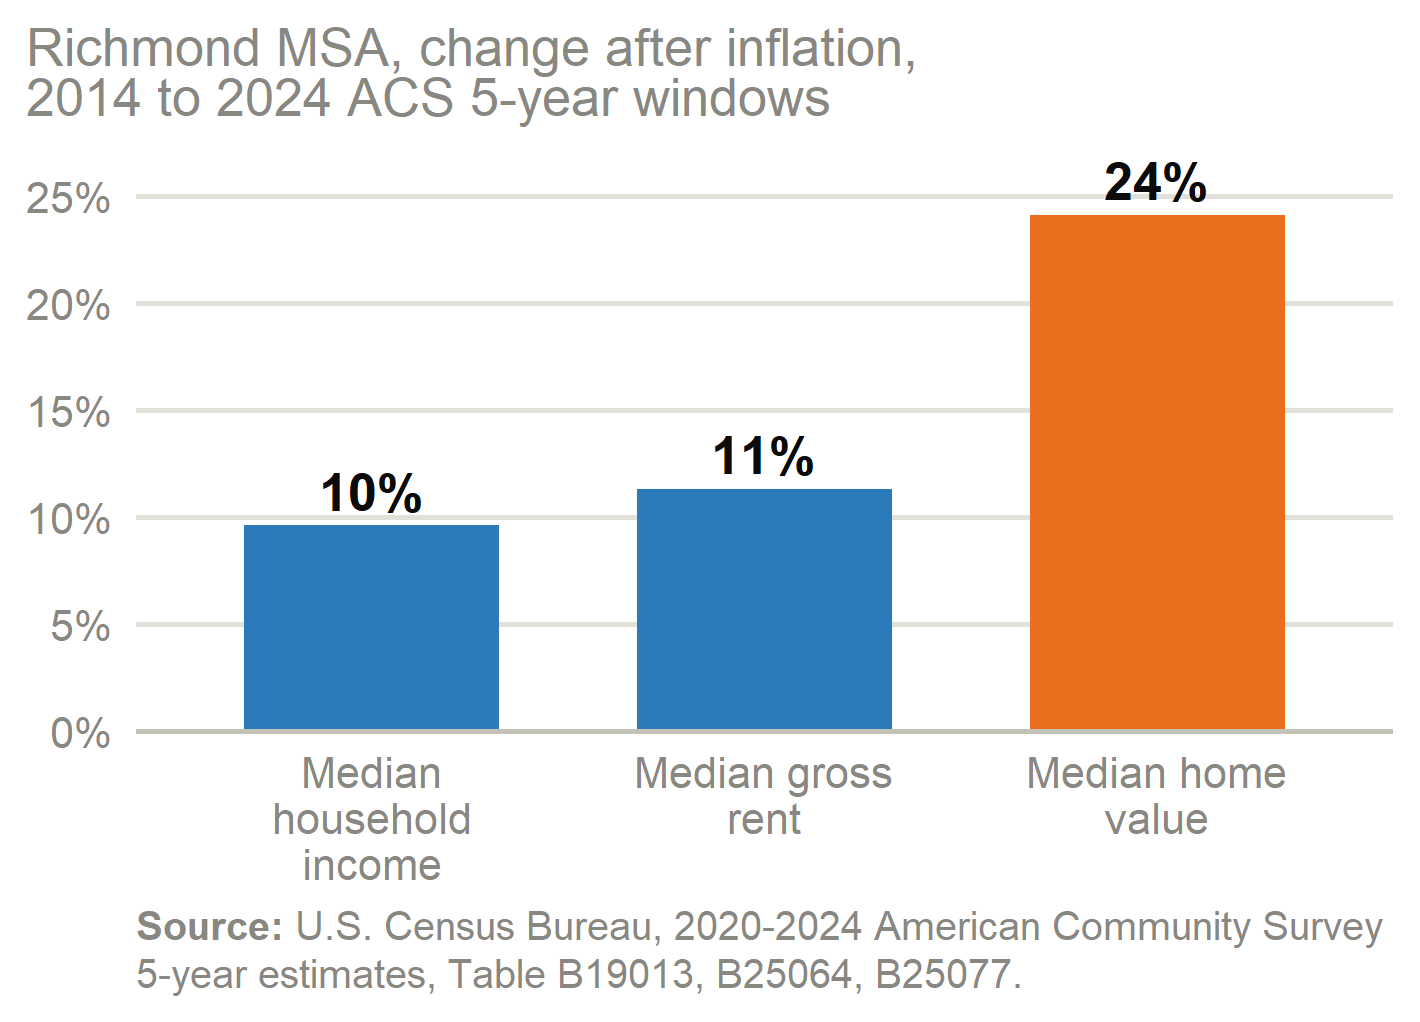 Richmond MSA, change after inflation,
2014 to 2024 ACS 5-year windows
25%
20%
15%
10%
5%
0%
10%
11%
24%
Median
household
income
Median gross
rent
Median home
value
Source: U.S. Census Bureau, 2020-2024 American Community Survey
5-year estimates, Table B19013, B25064, B25077.